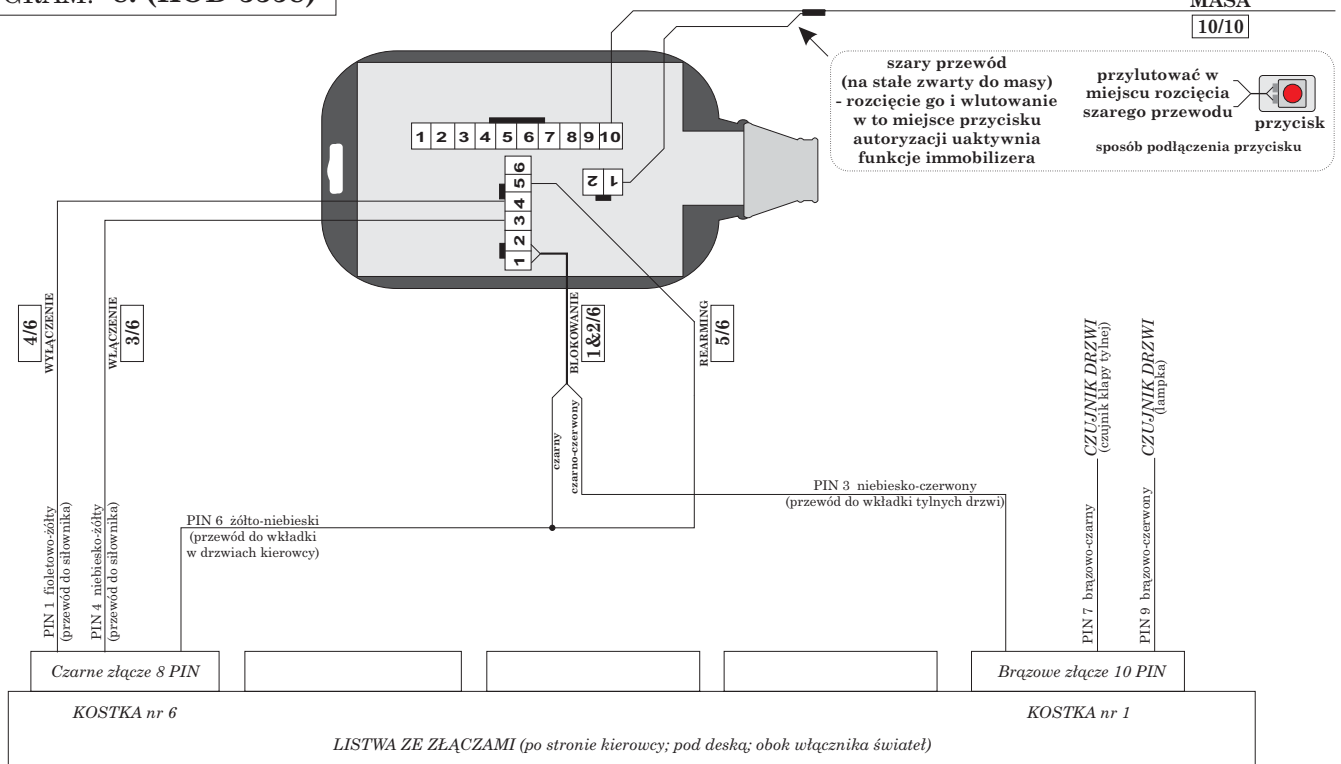 MASA
10/10
szary przewód
(na stałe zwarty do masy)
- rozcięcie go i wlutowanie
w to miejsce przycisku
autoryzacji uaktywnia
funkcje immobilizera
przylutować w
miejscu rozcięcia
szarego przewodu
przycisk
sposób podłączenia przycisku
1 2 3 4 5 6 7 8 9 10
6
5
4
3
2
1
2 1
4/6
WYŁĄCZENIE
WŁĄCZENIE
3/6
BLOKOWANIE
1&2/6
REARMING
5/6
CZUJNIK DRZWI
(czujnik klapy tylnej)
CZUJNIK DRZWI
(lampka)
czarny
czarno-czerwony
PIN 1 fioletowo-żółty
(przewód do siłownika)
PIN 4 niebiesko-żółty
(przewód do siłownika)
PIN 6 żółto-niebieski
(przewód do wkładki
w drzwiach kierowcy)
PIN 3 niebiesko-czerwony
(przewód do wkładki tylnych drzwi)
PIN 7 brązowo-czarny
PIN 9 brązowo-czerwony
Czarne złącze 8 PIN
Brązowe złącze 10 PIN
KOSTKA nr 6
KOSTKA nr 1
LISTWA ZE ZŁĄCZAMI (po stronie kierowcy; pod deską; obok włącznika świateł)